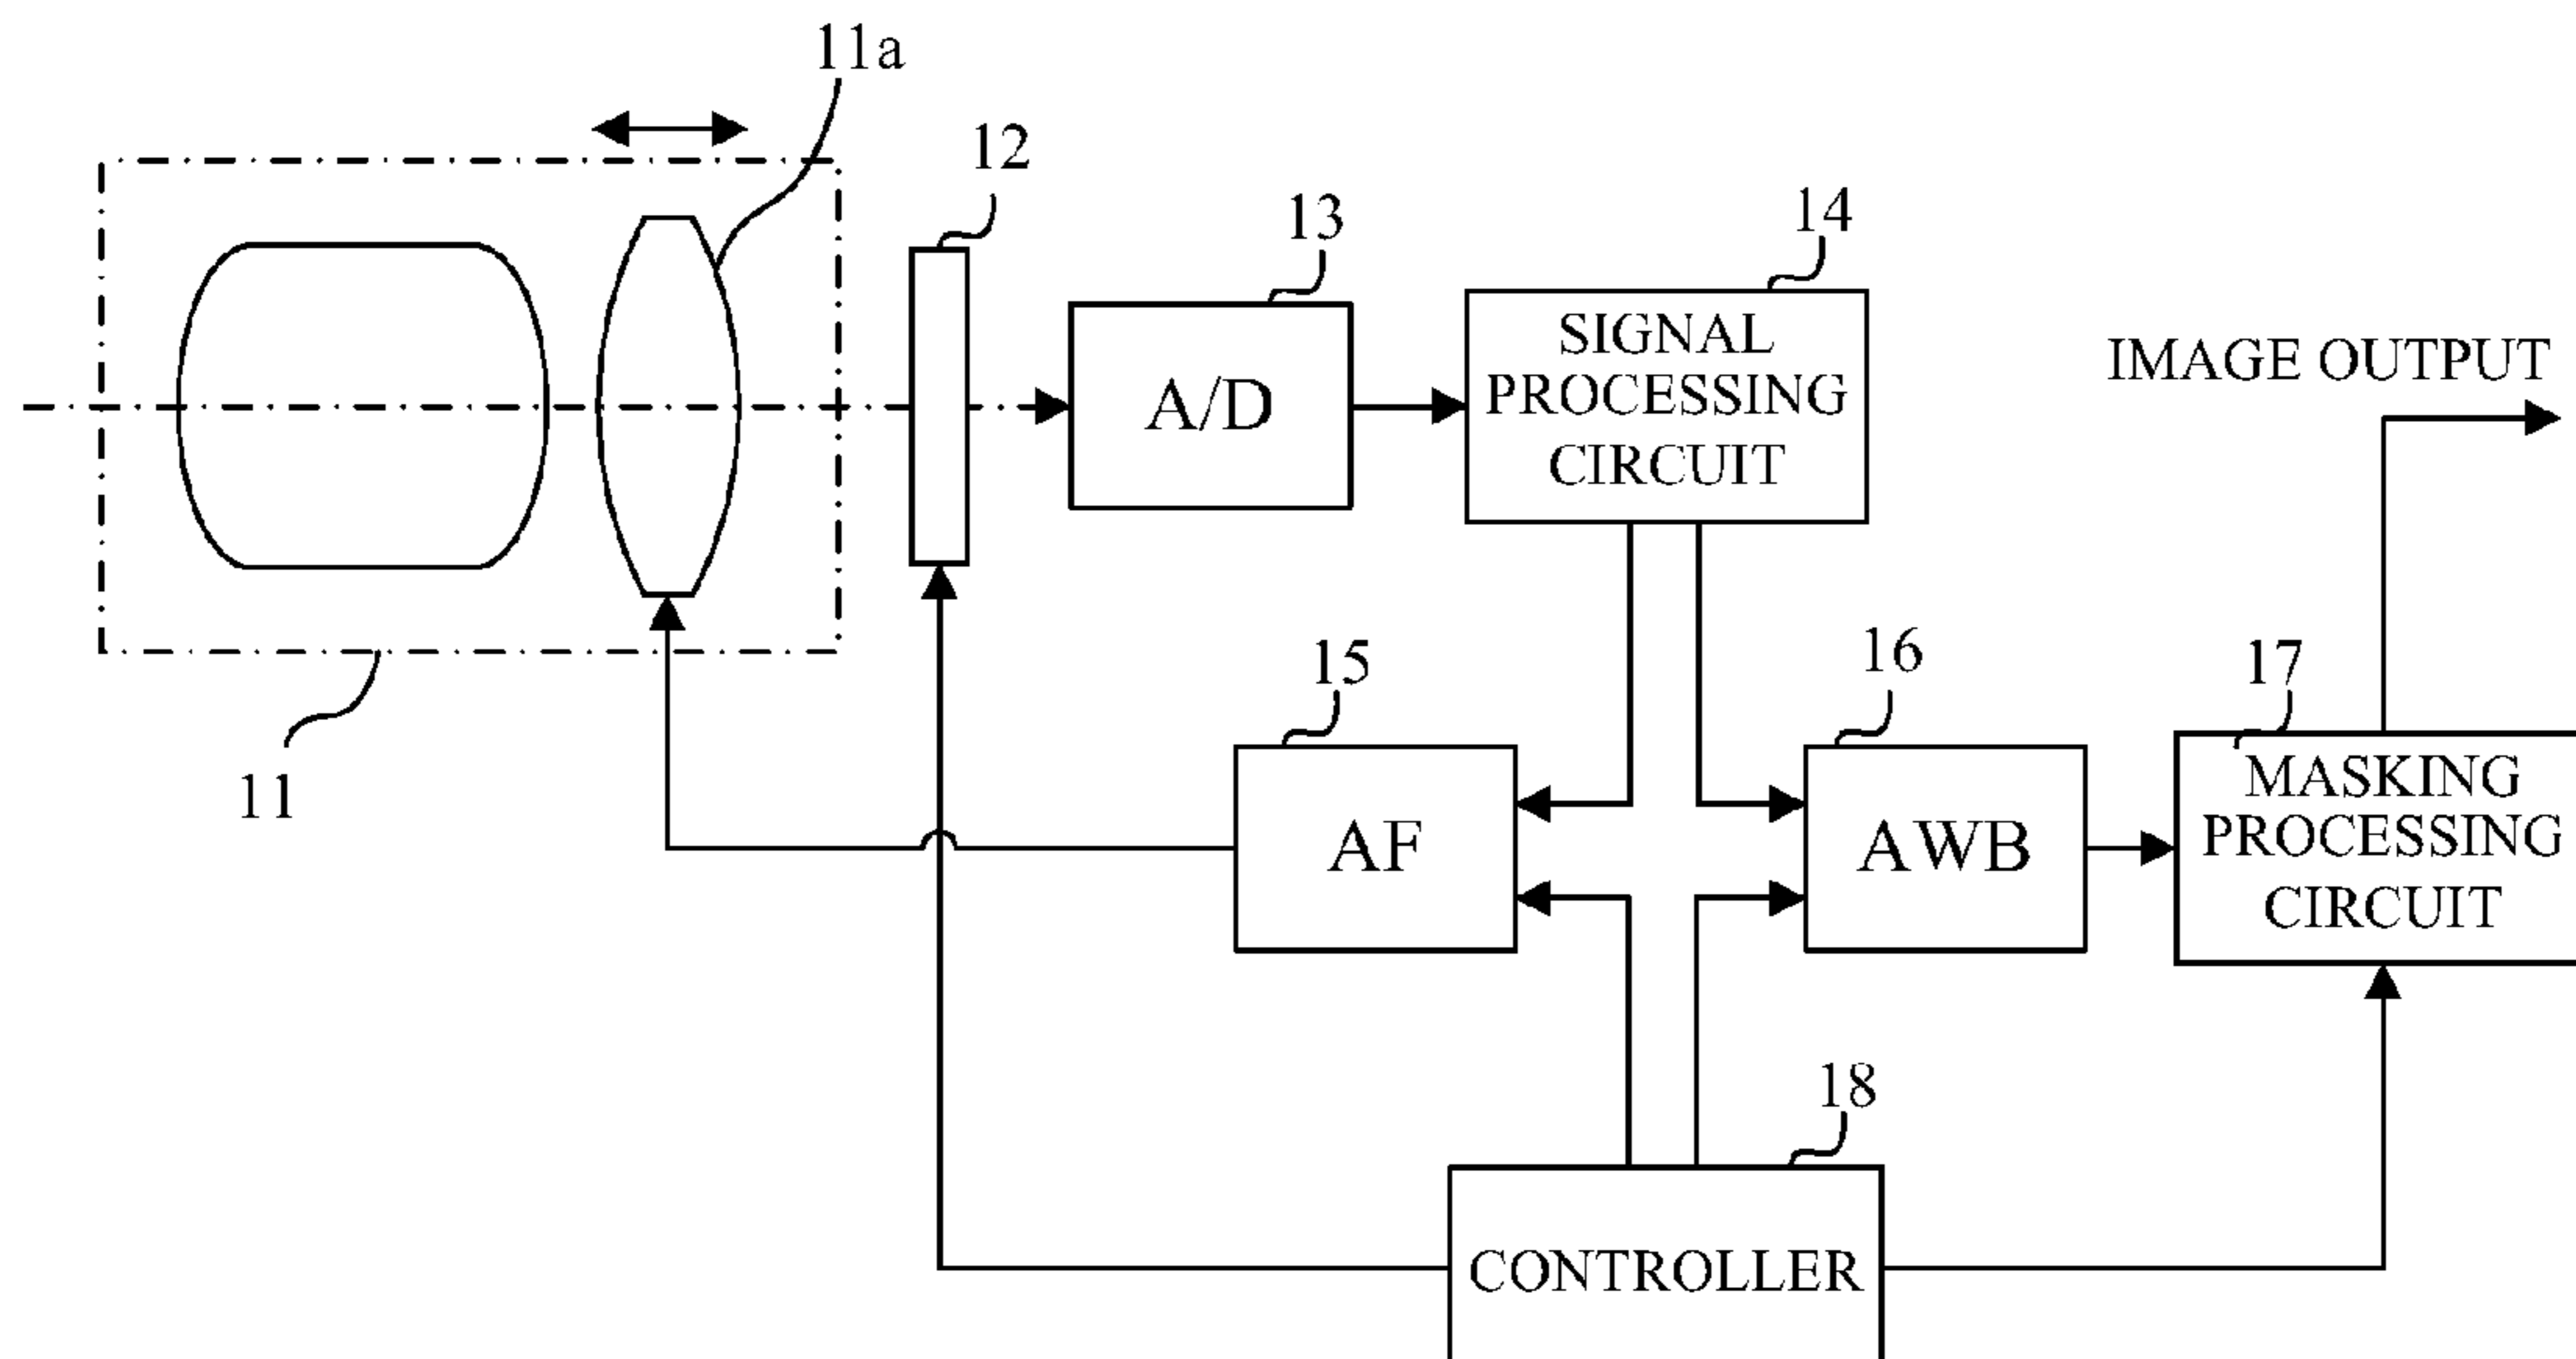 11a
12
13
14
SIGNAL
PROCESSING
CIRCUIT
A/D
IMAGE OUTPUT
11
15
16
17
AF
AWB
MASKING
PROCESSING
CIRCUIT
18
CONTROLLER